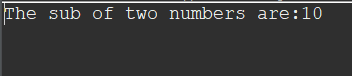 The sub of two numbers are:10